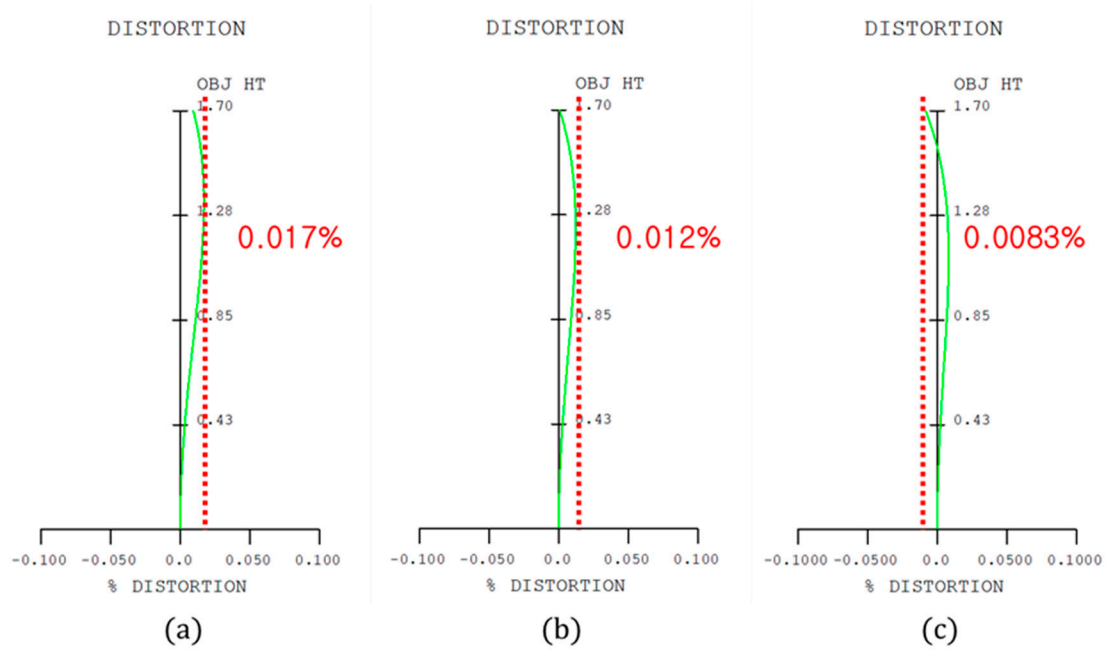 DISTORTION
OBJ HT
1.70
1.28
0.017%
0.85
0.43
-0.100 -0.050 0.0 0.050 0.100
% DISTORTION
(a)
DISTORTION
OBJ HT
1.70
1.28
0.012%
0.85
0.43
-0.100 -0.050 0.0 0.050 0.100
% DISTORTION
(b)
DISTORTION
OBJ HT
1.70
1.28
0.0083%
0.85
0.43
-0.1000 -0.0500 0.0 0.0500 0.1000
% DISTORTION
(c)